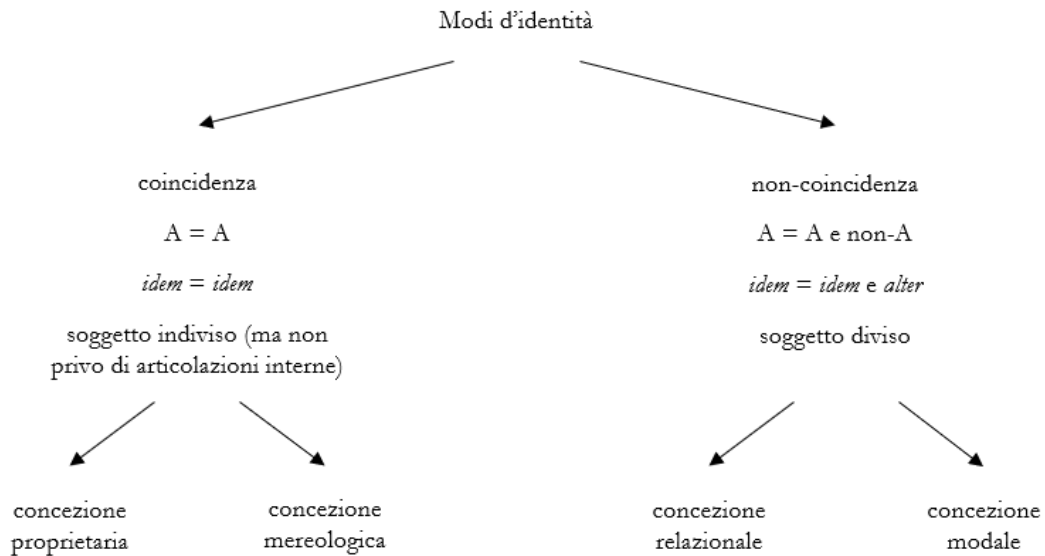 Modi d'identità
coincidenza
A = A
idem = idem
soggetto indiviso (ma non
privo di articolazioni interne)
non-coincidenza
A = A e non-A
idem = idem e alter
soggetto diviso
concezione
proprietaria
concezione
mereologica
concezione
relazionale
concezione
modale